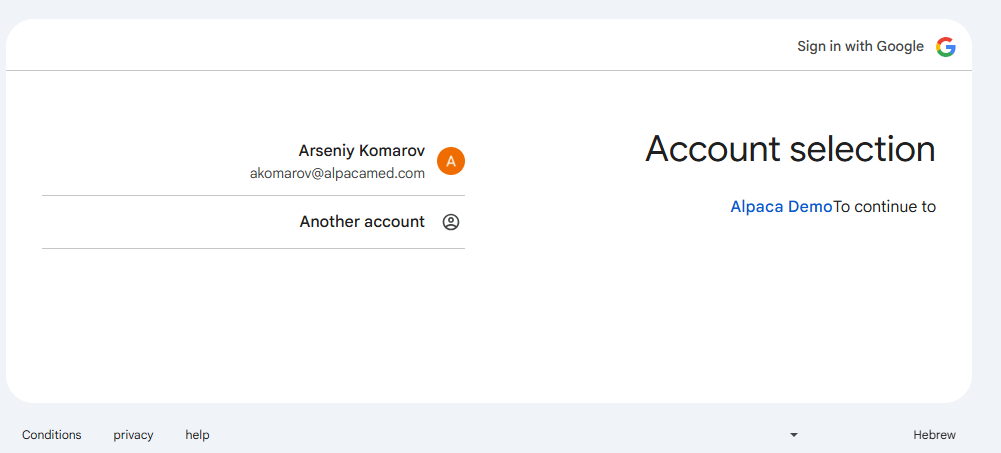 Sign in with Google
Account selection
Alpaca DemoTo continue to
Arseniy Komarov
A
akomarov@alpacamed.com
Another account
Conditions
privacy
help
Hebrew